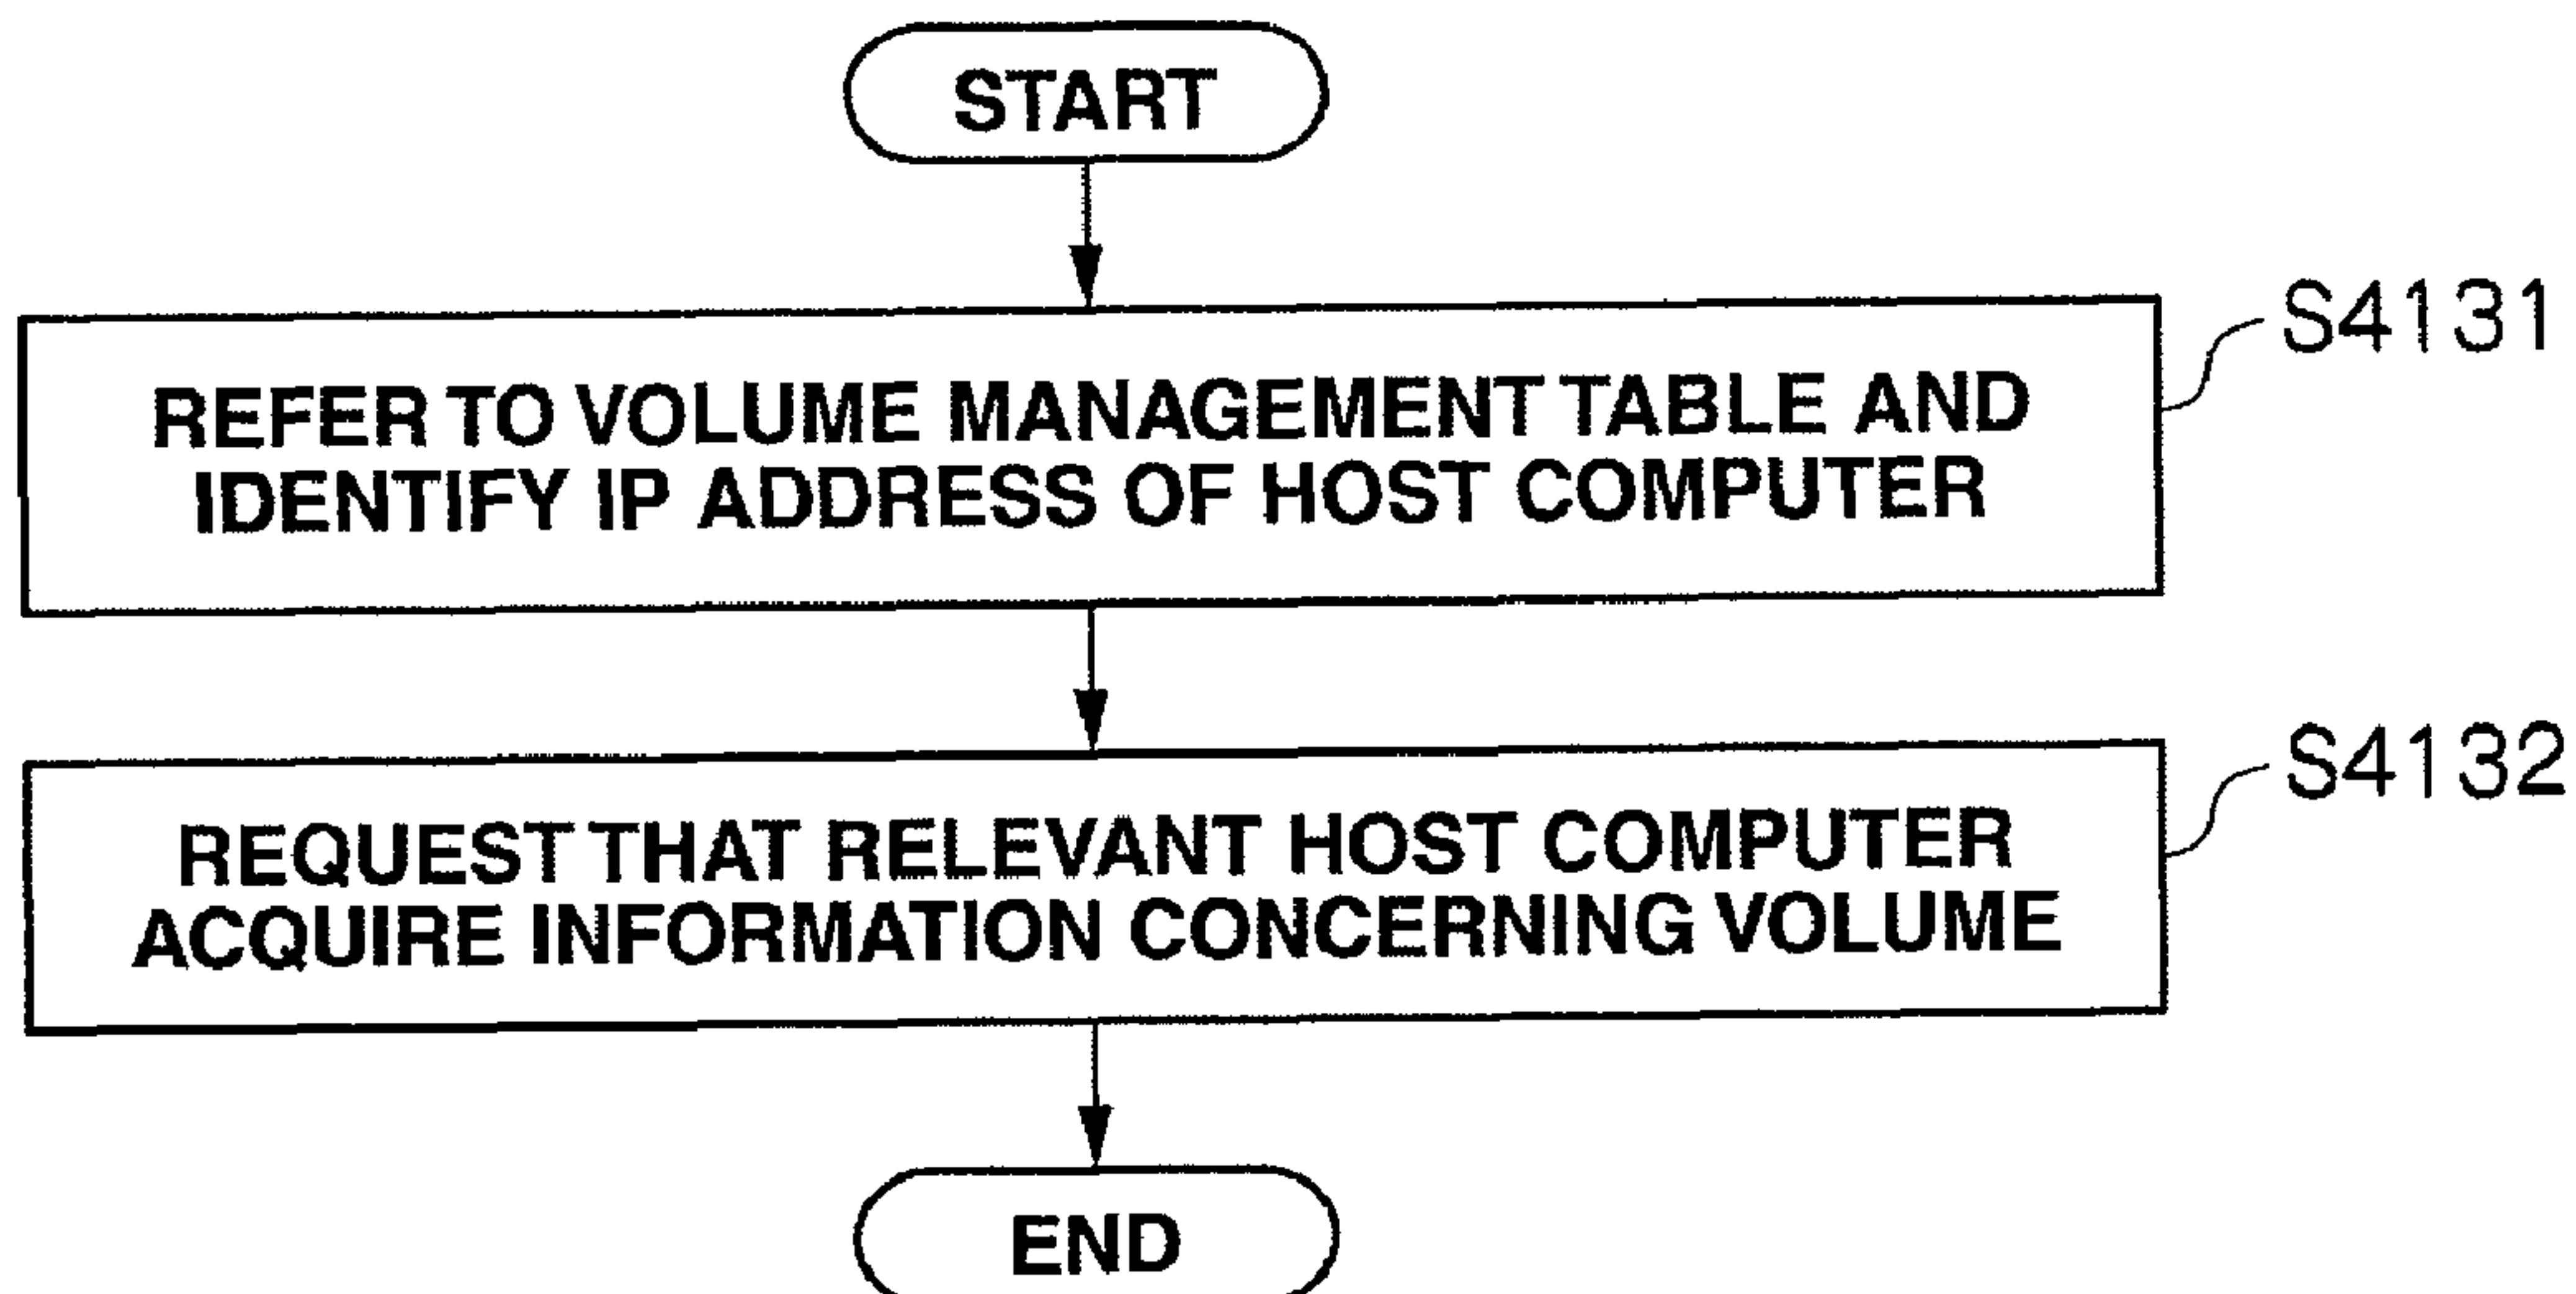 START
S4131
REFER TO VOLUME MANAGEMENT TABLE AND
IDENTIFY IP ADDRESS OF HOST COMPUTER
S4132
REQUEST THAT RELEVANT HOST COMPUTER
ACQUIRE INFORMATION CONCERNING VOLUME
END